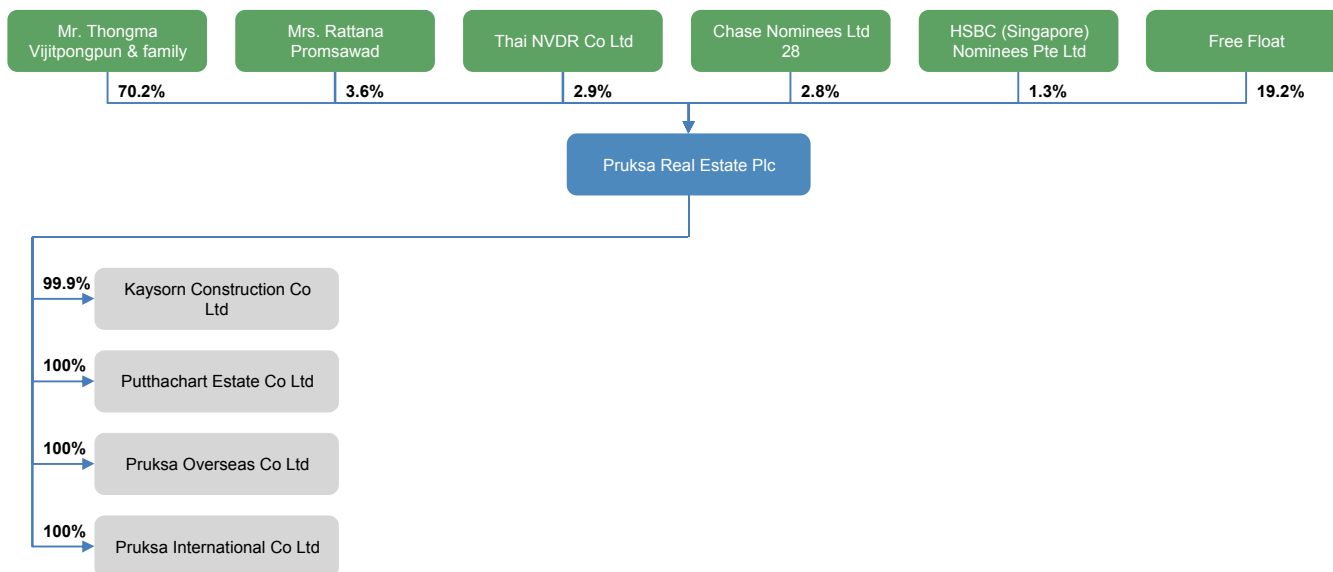 Mr. Thongma
Vijitpongpun & family
Mrs. Rattana
Promsawad
Thai NVDR Co Ltd
Chase Nominees Ltd
28
HSBC (Singapore)
Nominees Pte Ltd
Free Float
70.2%
3.6%
2.9%
2.8%
1.3%
19.2%
Pruksa Real Estate Plc
99.9%
Kaysorn Construction Co
Ltd
100%
Putthachart Estate Co Ltd
100%
Pruksa Overseas Co Ltd
100%
Pruksa International Co Ltd